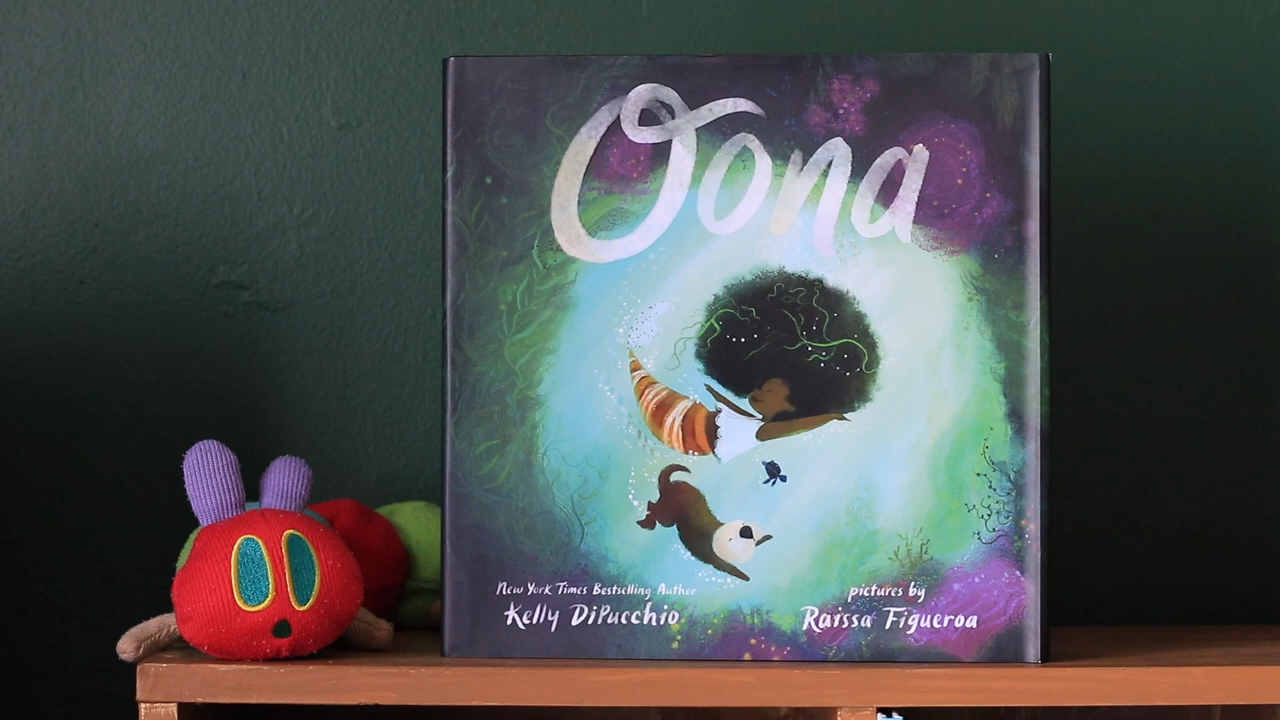 Oona
New York Times Bestselling Author
Kelly DiPucchio
pictures by
Raissa Figueroa